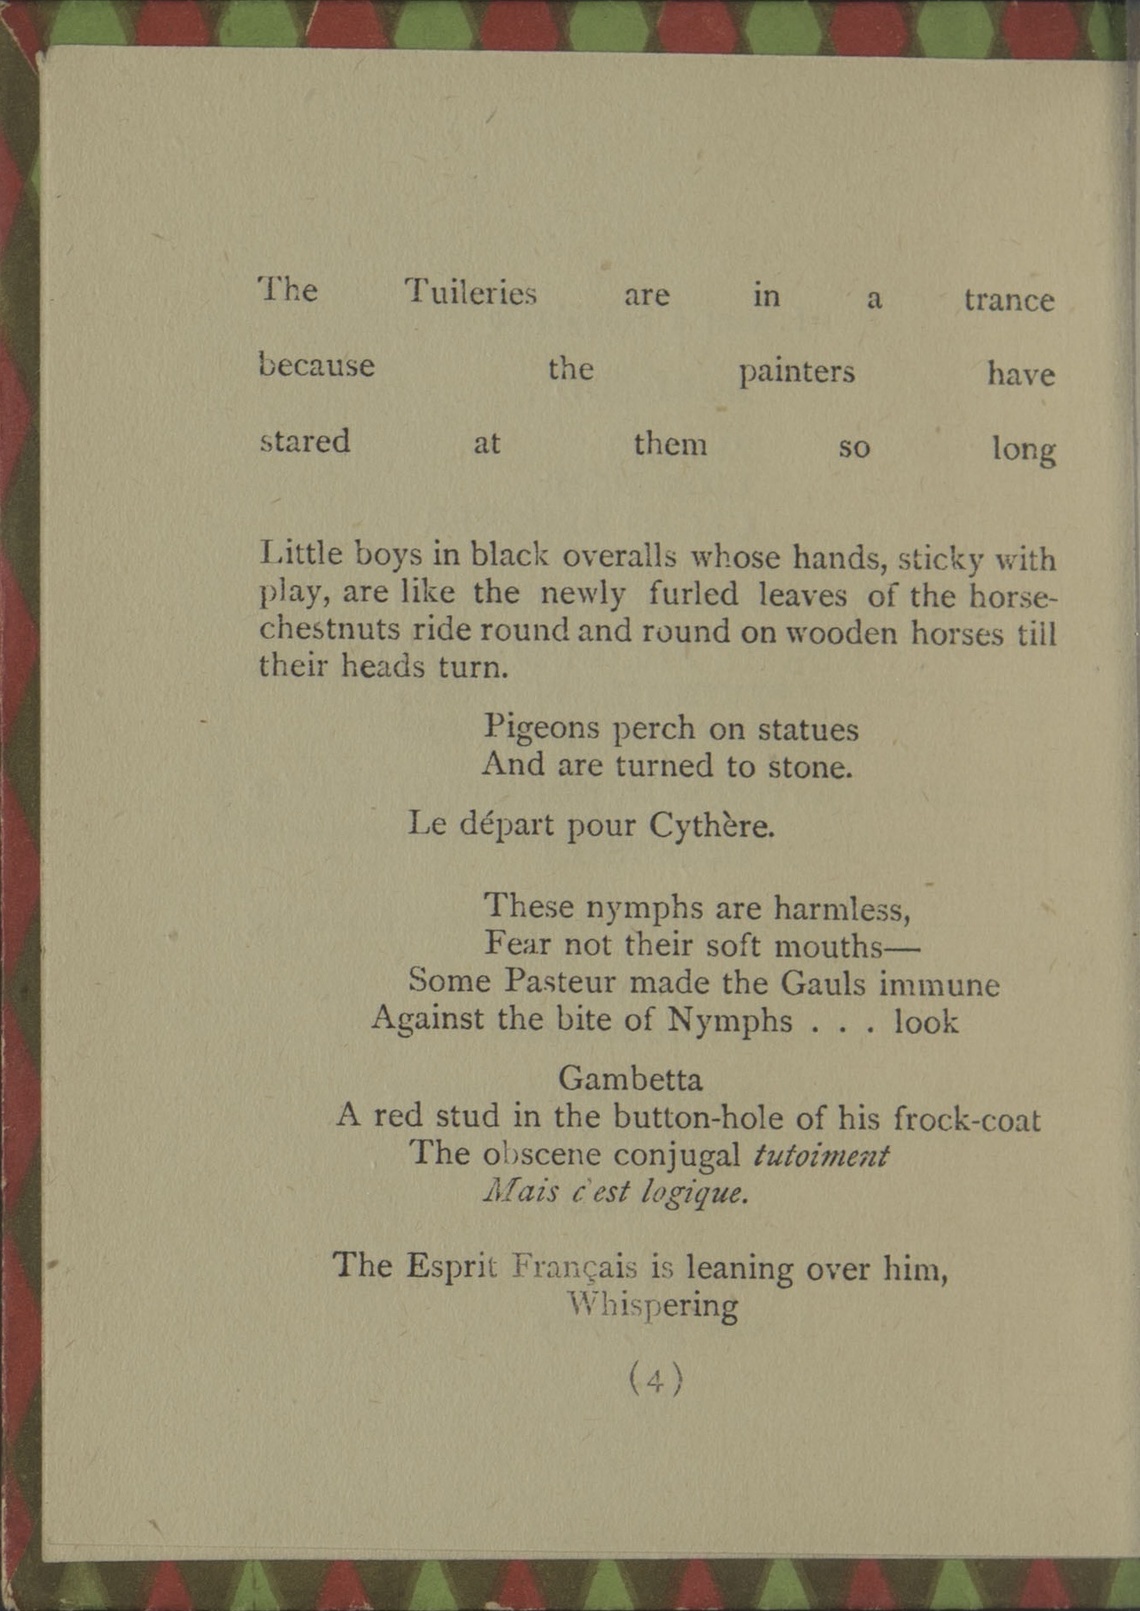 The Tuileries are in a trance
because the painters have
stared at them so long
Little boys in black overalls whose hands, sticky with
play, are like the newly furled leaves of the horse-
chestnuts ride round and round on wooden horses till
their heads turn.
Pigeons perch on statues
And are turned to stone.
Le départ pour Cythère.
These nymphs are harmless,
Fear not their soft mouths—
Some Pasteur made the Gauls immune
Against the bite of Nymphs . . . look
Gambetta
A red stud in the button-hole of his frock-coat
The obscene conjugal tutoiment
Mais c'est logique.
The Esprit Français is leaning over him,
Whispering
(4)